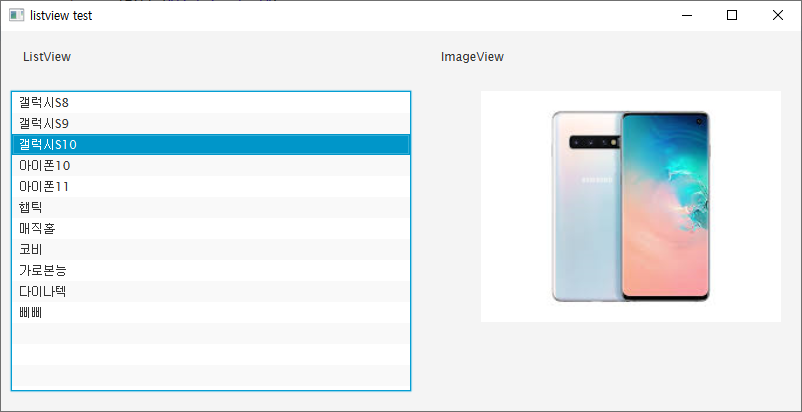 listview test
ListView
ImageView
갤럭시S8
갤럭시S9
갤럭시S10
아이폰10
아이폰11
햅틱
매직홀
코비
가로본능
다이나텍
삐삐
SAMSUNG